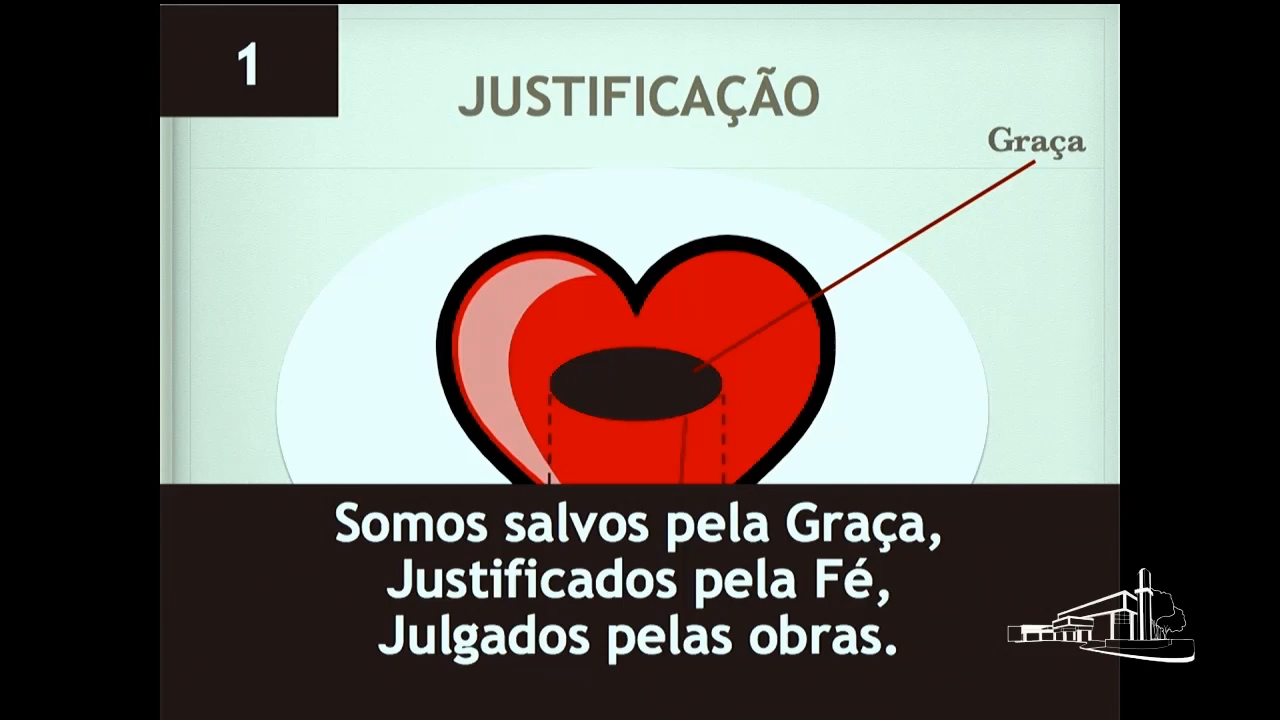 1
JUSTIFICAÇÃO
Graça
Somos salvos pela Graça,
Justificados pela Fé,
Julgados pelas obras.